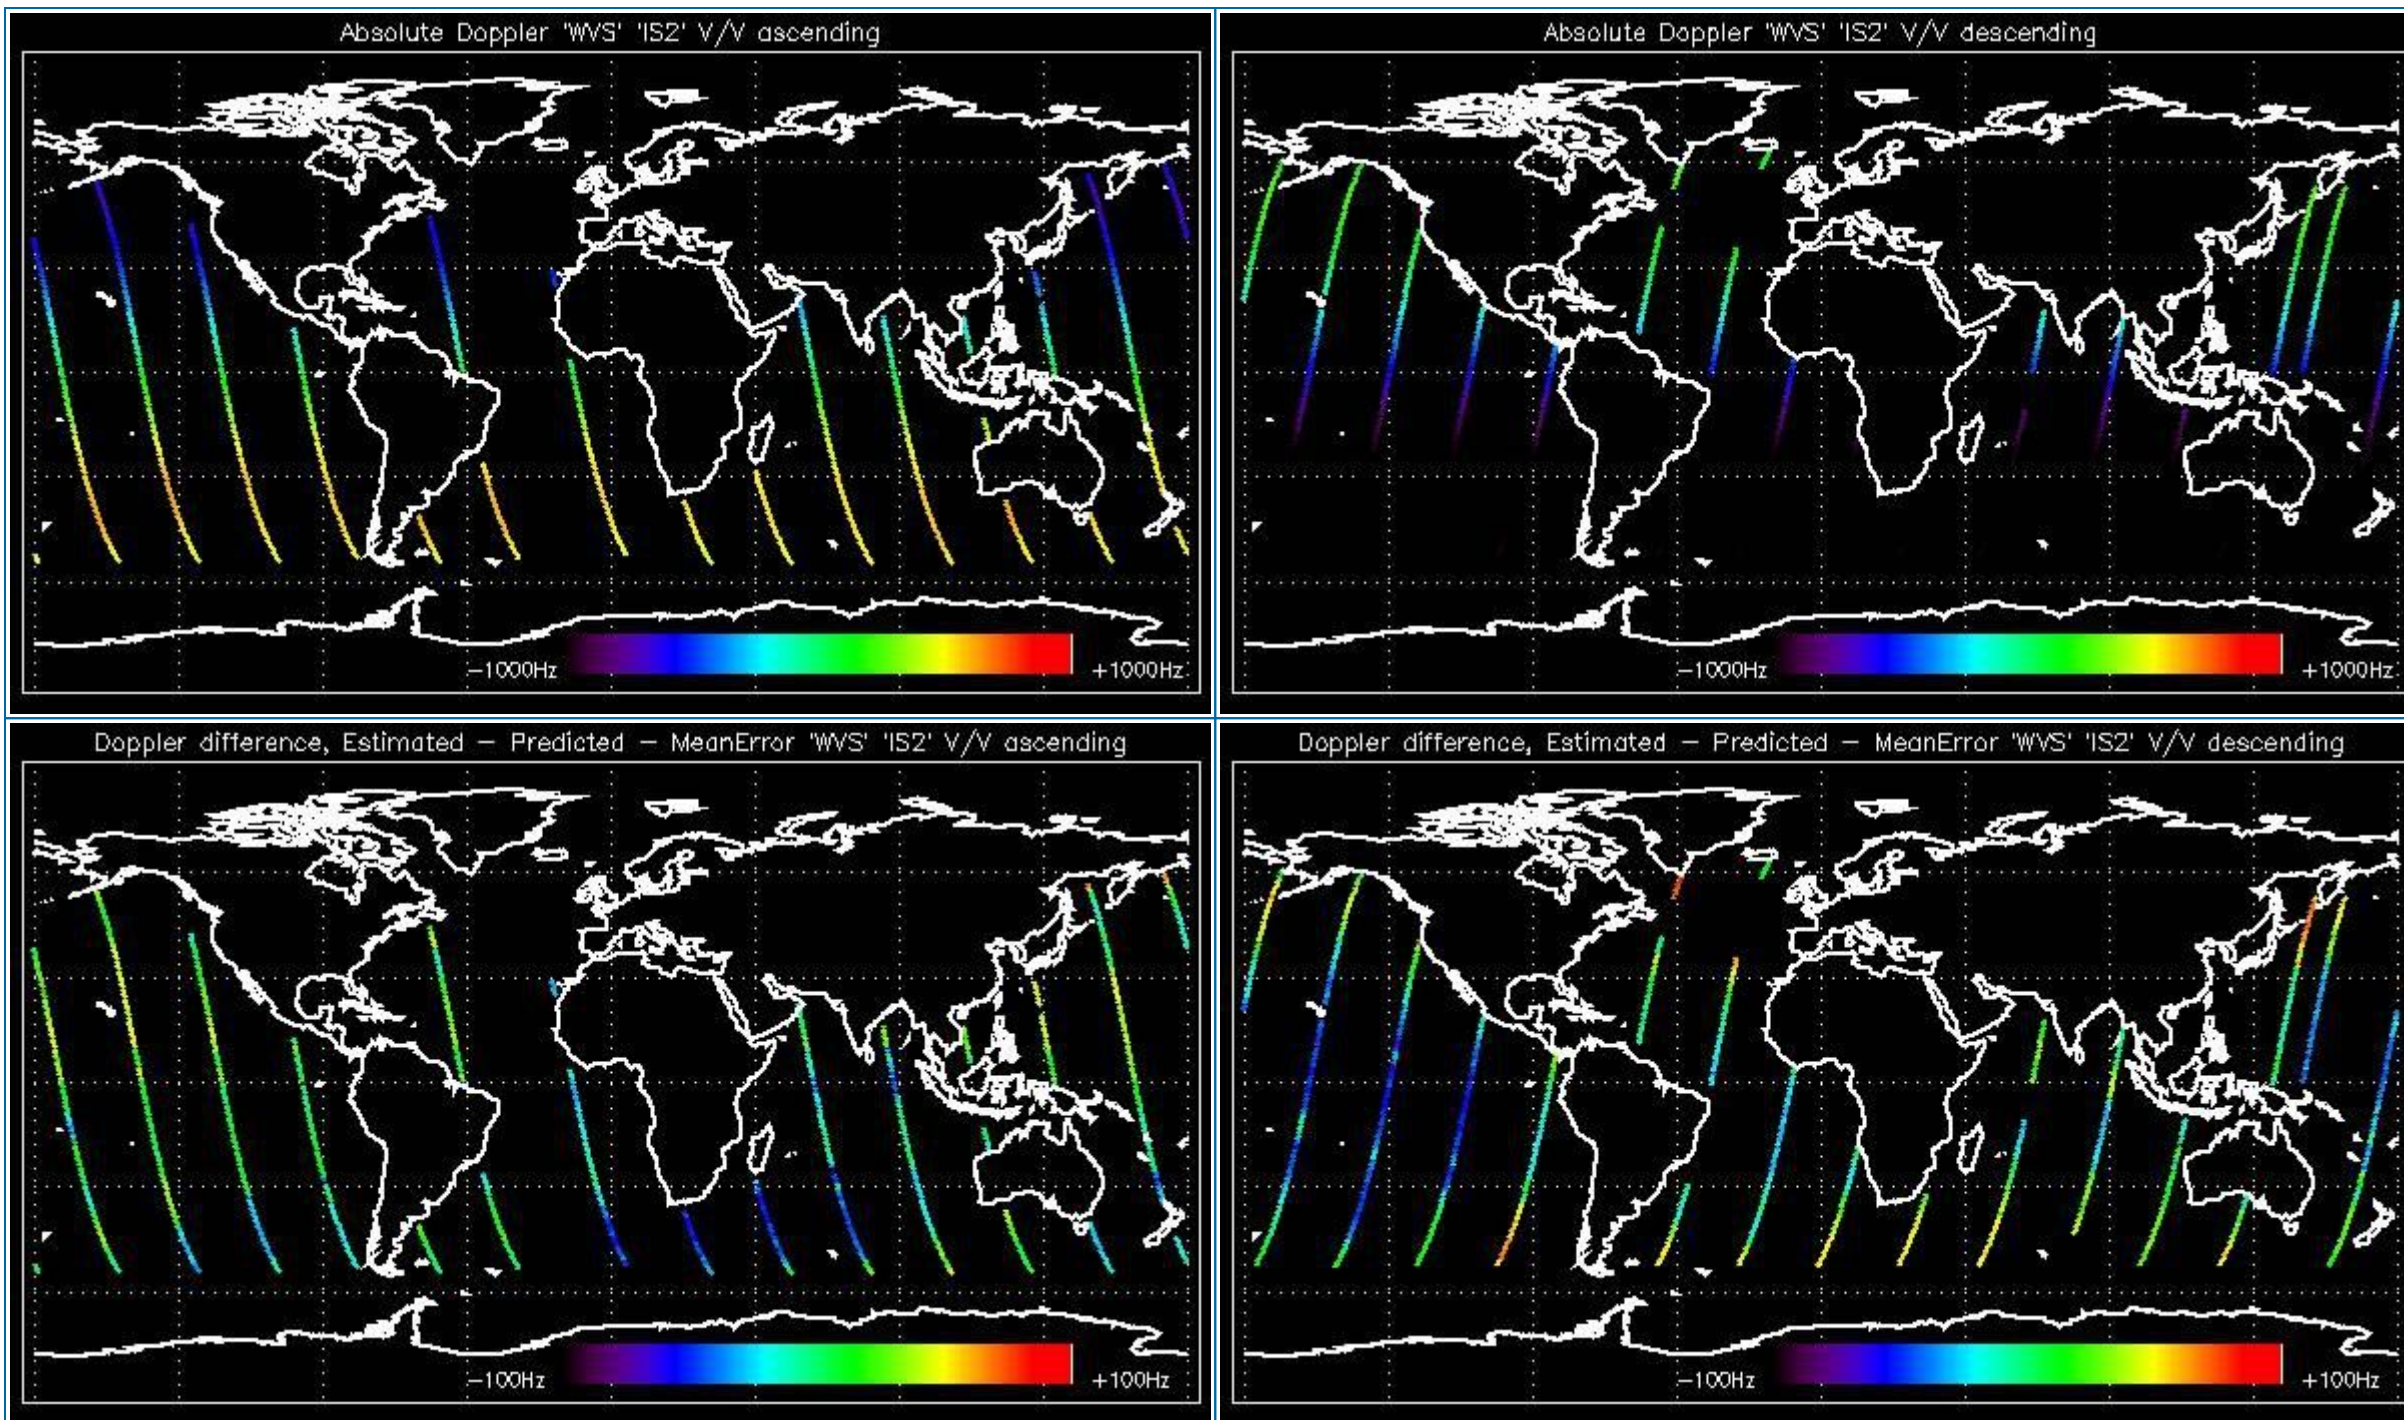 Absolute Doppler 'WVS' 'IS2' V/V ascending
-1000Hz
+1000Hz
Absolute Doppler 'WVS' 'IS2' V/V descending
-1000Hz
+1000Hz
Doppler difference, Estimated - Predicted - MeanError 'WVS' 'IS2' V/V ascending
-100Hz
+100Hz
Doppler difference, Estimated - Predicted - MeanError 'WVS' 'IS2' V/V descending
-100Hz
+100Hz